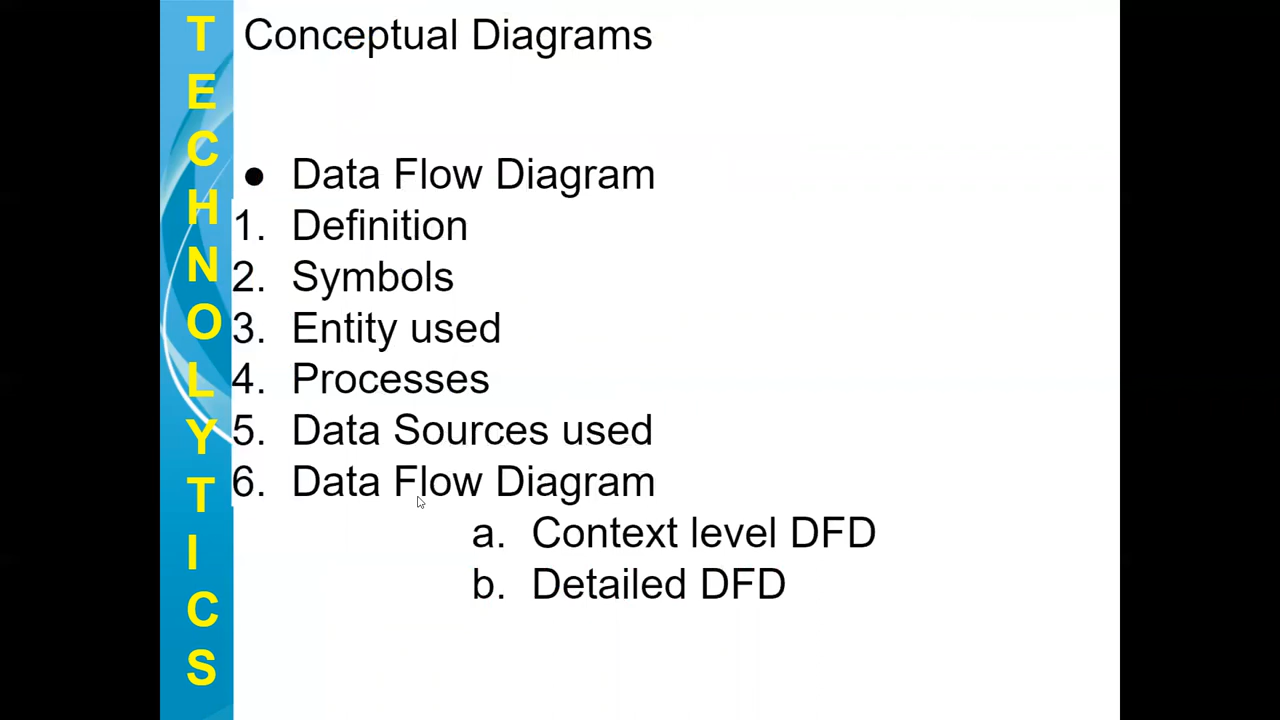 TECHNOLYTICS
Conceptual Diagrams
● Data Flow Diagram
1. Definition
2. Symbols
3. Entity used
4. Processes
5. Data Sources used
6. Data Flow Diagram
a. Context level DFD
b. Detailed DFD